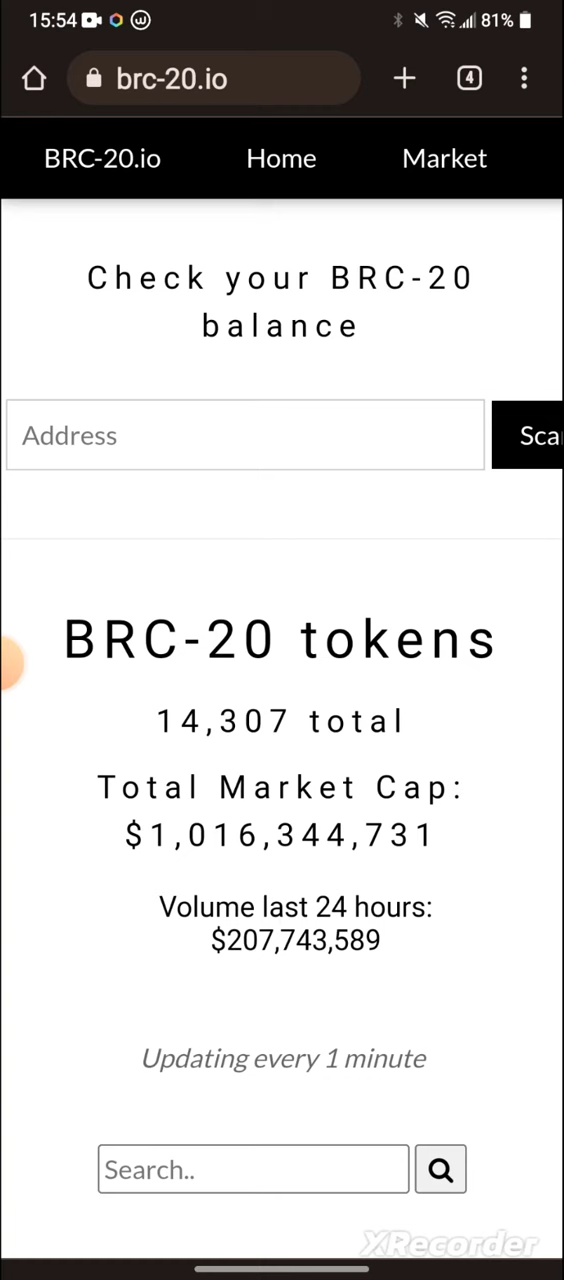 15:54 81%
brc-20.io 4
BRC-20.io Home Market
Check your BRC-20
balance
Address
BRC-20 tokens
14,307 total
Total Market Cap:
$1,016,344,731
Volume last 24 hours:
$207,743,589
Updating every 1 minute
Search..
XRecorder